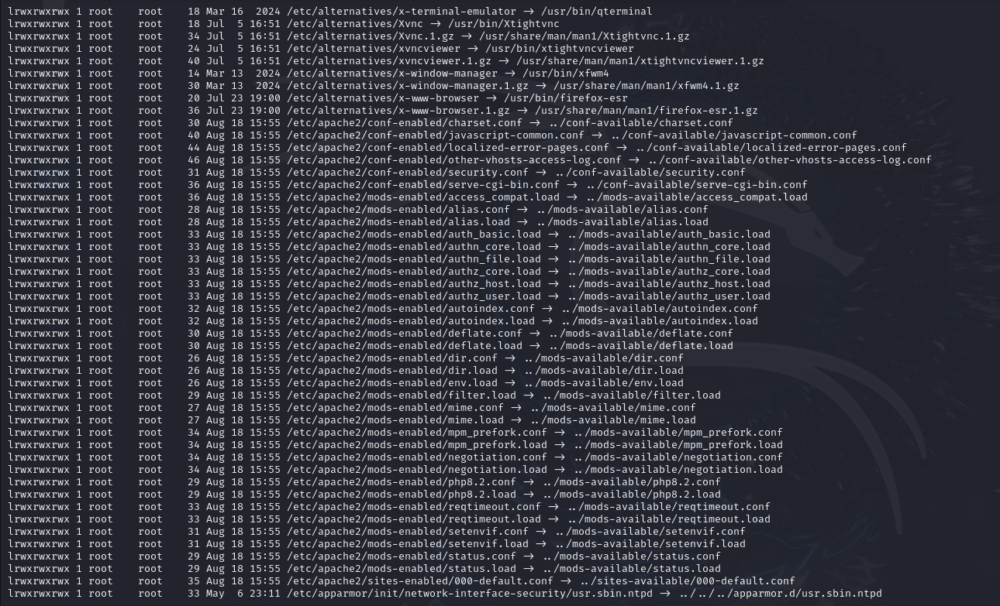 lrwxrwxrwx 1 root    root    18 Mar 16  2024 /etc/alternatives/x-terminal-emulator → /usr/bin/qterminal
lrwxrwxrwx 1 root    root    18 Jul  5 16:51 /etc/alternatives/Xvnc → /usr/bin/Xtightvnc
lrwxrwxrwx 1 root    root    34 Jul  5 16:51 /etc/alternatives/Xvnc.1.gz → /usr/share/man/man1/Xtightvnc.1.gz
lrwxrwxrwx 1 root    root    24 Jul  5 16:51 /etc/alternatives/xvncviewer → /usr/bin/xtightvncviewer
lrwxrwxrwx 1 root    root    40 Jul  5 16:51 /etc/alternatives/xvncviewer.1.gz → /usr/share/man/man1/xtightvncviewer.1.gz
lrwxrwxrwx 1 root    root    14 Mar 13  2024 /etc/alternatives/x-window-manager → /usr/bin/xfwm4
lrwxrwxrwx 1 root    root    30 Mar 13  2024 /etc/alternatives/x-window-manager.1.gz → /usr/share/man/man1/xfwm4.1.gz
lrwxrwxrwx 1 root    root    20 Jul 23 19:00 /etc/alternatives/x-www-browser → /usr/bin/firefox-esr
lrwxrwxrwx 1 root    root    36 Jul 23 19:00 /etc/alternatives/x-www-browser.1.gz → /usr/share/man/man1/firefox-esr.1.gz
lrwxrwxrwx 1 root    root    30 Aug 18 15:55 /etc/apache2/conf-enabled/charset.conf → ../conf-available/charset.conf
lrwxrwxrwx 1 root    root    40 Aug 18 15:55 /etc/apache2/conf-enabled/javascript-common.conf → ../conf-available/javascript-common.conf
lrwxrwxrwx 1 root    root    44 Aug 18 15:55 /etc/apache2/conf-enabled/localized-error-pages.conf → ../conf-available/localized-error-pages.conf
lrwxrwxrwx 1 root    root    46 Aug 18 15:55 /etc/apache2/conf-enabled/other-vhosts-access-log.conf → ../conf-available/other-vhosts-access-log.conf
lrwxrwxrwx 1 root    root    31 Aug 18 15:55 /etc/apache2/conf-enabled/security.conf → ../conf-available/security.conf
lrwxrwxrwx 1 root    root    36 Aug 18 15:55 /etc/apache2/conf-enabled/serve-cgi-bin.conf → ../conf-available/serve-cgi-bin.conf
lrwxrwxrwx 1 root    root    36 Aug 18 15:55 /etc/apache2/mods-enabled/access_compat.load → ../mods-available/access_compat.load
lrwxrwxrwx 1 root    root    28 Aug 18 15:55 /etc/apache2/mods-enabled/alias.conf → ../mods-available/alias.conf
lrwxrwxrwx 1 root    root    28 Aug 18 15:55 /etc/apache2/mods-enabled/alias.load → ../mods-available/alias.load
lrwxrwxrwx 1 root    root    33 Aug 18 15:55 /etc/apache2/mods-enabled/auth_basic.load → ../mods-available/auth_basic.load
lrwxrwxrwx 1 root    root    33 Aug 18 15:55 /etc/apache2/mods-enabled/authn_core.load → ../mods-available/authn_core.load
lrwxrwxrwx 1 root    root    33 Aug 18 15:55 /etc/apache2/mods-enabled/authn_file.load → ../mods-available/authn_file.load
lrwxrwxrwx 1 root    root    33 Aug 18 15:55 /etc/apache2/mods-enabled/authz_core.load → ../mods-available/authz_core.load
lrwxrwxrwx 1 root    root    33 Aug 18 15:55 /etc/apache2/mods-enabled/authz_host.load → ../mods-available/authz_host.load
lrwxrwxrwx 1 root    root    33 Aug 18 15:55 /etc/apache2/mods-enabled/authz_user.load → ../mods-available/authz_user.load
lrwxrwxrwx 1 root    root    32 Aug 18 15:55 /etc/apache2/mods-enabled/autoindex.conf → ../mods-available/autoindex.conf
lrwxrwxrwx 1 root    root    32 Aug 18 15:55 /etc/apache2/mods-enabled/autoindex.load → ../mods-available/autoindex.load
lrwxrwxrwx 1 root    root    30 Aug 18 15:55 /etc/apache2/mods-enabled/deflate.conf → ../mods-available/deflate.conf
lrwxrwxrwx 1 root    root    30 Aug 18 15:55 /etc/apache2/mods-enabled/deflate.load → ../mods-available/deflate.load
lrwxrwxrwx 1 root    root    26 Aug 18 15:55 /etc/apache2/mods-enabled/dir.conf → ../mods-available/dir.conf
lrwxrwxrwx 1 root    root    26 Aug 18 15:55 /etc/apache2/mods-enabled/dir.load → ../mods-available/dir.load
lrwxrwxrwx 1 root    root    26 Aug 18 15:55 /etc/apache2/mods-enabled/env.load → ../mods-available/env.load
lrwxrwxrwx 1 root    root    29 Aug 18 15:55 /etc/apache2/mods-enabled/filter.load → ../mods-available/filter.load
lrwxrwxrwx 1 root    root    27 Aug 18 15:55 /etc/apache2/mods-enabled/mime.conf → ../mods-available/mime.conf
lrwxrwxrwx 1 root    root    27 Aug 18 15:55 /etc/apache2/mods-enabled/mime.load → ../mods-available/mime.load
lrwxrwxrwx 1 root    root    34 Aug 18 15:55 /etc/apache2/mods-enabled/mpm_prefork.conf → ../mods-available/mpm_prefork.conf
lrwxrwxrwx 1 root    root    34 Aug 18 15:55 /etc/apache2/mods-enabled/mpm_prefork.load → ../mods-available/mpm_prefork.load
lrwxrwxrwx 1 root    root    34 Aug 18 15:55 /etc/apache2/mods-enabled/negotiation.conf → ../mods-available/negotiation.conf
lrwxrwxrwx 1 root    root    34 Aug 18 15:55 /etc/apache2/mods-enabled/negotiation.load → ../mods-available/negotiation.load
lrwxrwxrwx 1 root    root    29 Aug 18 15:55 /etc/apache2/mods-enabled/php8.2.conf → ../mods-available/php8.2.conf
lrwxrwxrwx 1 root    root    29 Aug 18 15:55 /etc/apache2/mods-enabled/php8.2.load → ../mods-available/php8.2.load
lrwxrwxrwx 1 root    root    33 Aug 18 15:55 /etc/apache2/mods-enabled/reqtimeout.conf → ../mods-available/reqtimeout.conf
lrwxrwxrwx 1 root    root    33 Aug 18 15:55 /etc/apache2/mods-enabled/reqtimeout.load → ../mods-available/reqtimeout.load
lrwxrwxrwx 1 root    root    31 Aug 18 15:55 /etc/apache2/mods-enabled/setenvif.conf → ../mods-available/setenvif.conf
lrwxrwxrwx 1 root    root    31 Aug 18 15:55 /etc/apache2/mods-enabled/setenvif.load → ../mods-available/setenvif.load
lrwxrwxrwx 1 root    root    29 Aug 18 15:55 /etc/apache2/mods-enabled/status.conf → ../mods-available/status.conf
lrwxrwxrwx 1 root    root    29 Aug 18 15:55 /etc/apache2/mods-enabled/status.load → ../mods-available/status.load
lrwxrwxrwx 1 root    root    35 Aug 18 15:55 /etc/apache2/sites-enabled/000-default.conf → ../sites-available/000-default.conf
lrwxrwxrwx 1 root    root    33 May  6 23:11 /etc/apparmor/init/network-interface-security/usr.sbin.ntpd → ../../../apparmor.d/usr.sbin.ntpd